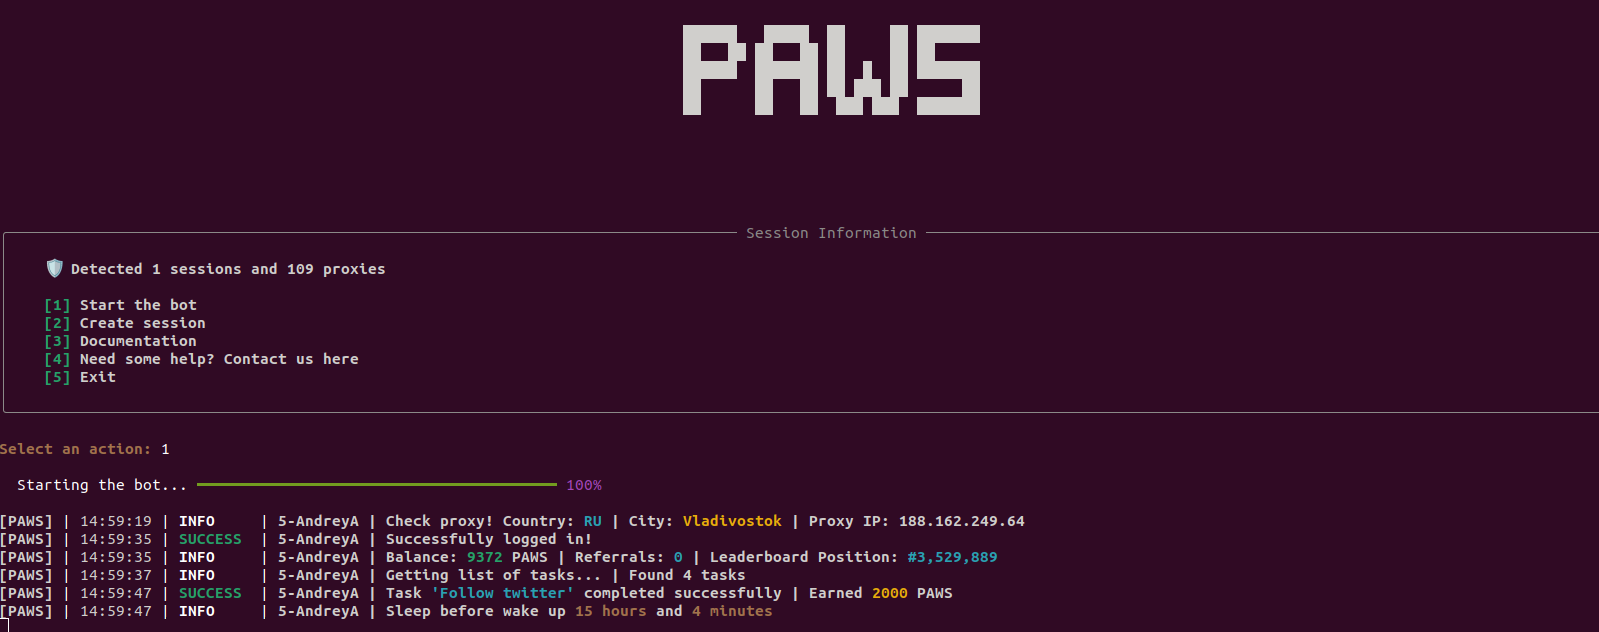 PAWS
Session Information
Detected 1 sessions and 109 proxies
[1] Start the bot
[2] Create session
[3] Documentation
[4] Need some help? Contact us here
[5] Exit
Select an action: 1
Starting the bot... 100%
[PAWS] | 14:59:19 | INFO | 5-AndreyA | Check proxy! Country: RU | City: Vladivostok | Proxy IP: 188.162.249.64
[PAWS] | 14:59:35 | SUCCESS | 5-AndreyA | Successfully logged in!
[PAWS] | 14:59:35 | INFO | 5-AndreyA | Balance: 9372 PAWS | Referrals: 0 | Leaderboard Position: #3,529,889
[PAWS] | 14:59:37 | INFO | 5-AndreyA | Getting list of tasks... | Found 4 tasks
[PAWS] | 14:59:47 | SUCCESS | 5-AndreyA | Task 'Follow twitter' completed successfully | Earned 2000 PAWS
[PAWS] | 14:59:47 | INFO | 5-AndreyA | Sleep before wake up 15 hours and 4 minutes